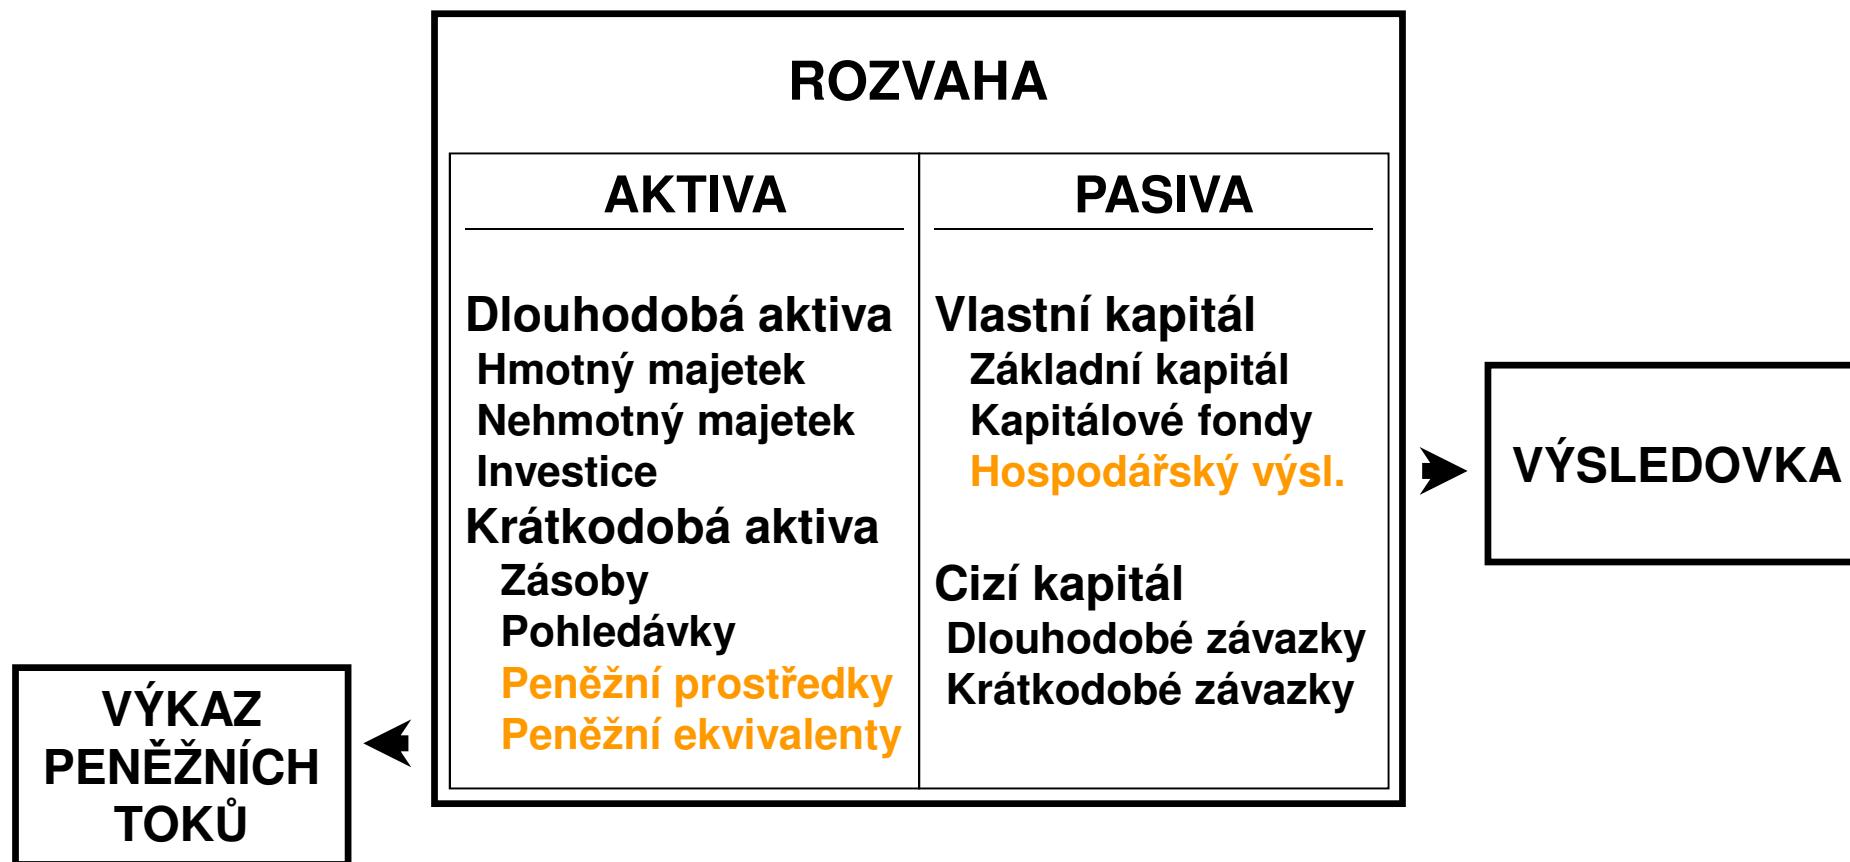 ROZVAHA
AKTIVA
Dlouhodobá aktiva
Hmotný majetek
Nehmotný majetek
Investice
Krátkodobá aktiva
Zásoby
Pohledávky
Peněžní prostředky
Peněžní ekvivalenty
PASIVA
Vlastní kapitál
Základní kapitál
Kapitálové fondy
Hospodářský výsl.
Cizí kapitál
Dlouhodobé závazky
Krátkodobé závazky
VÝSLEDOVKA
VÝKAZ
PENĚŽNÍCH
TOKŮ